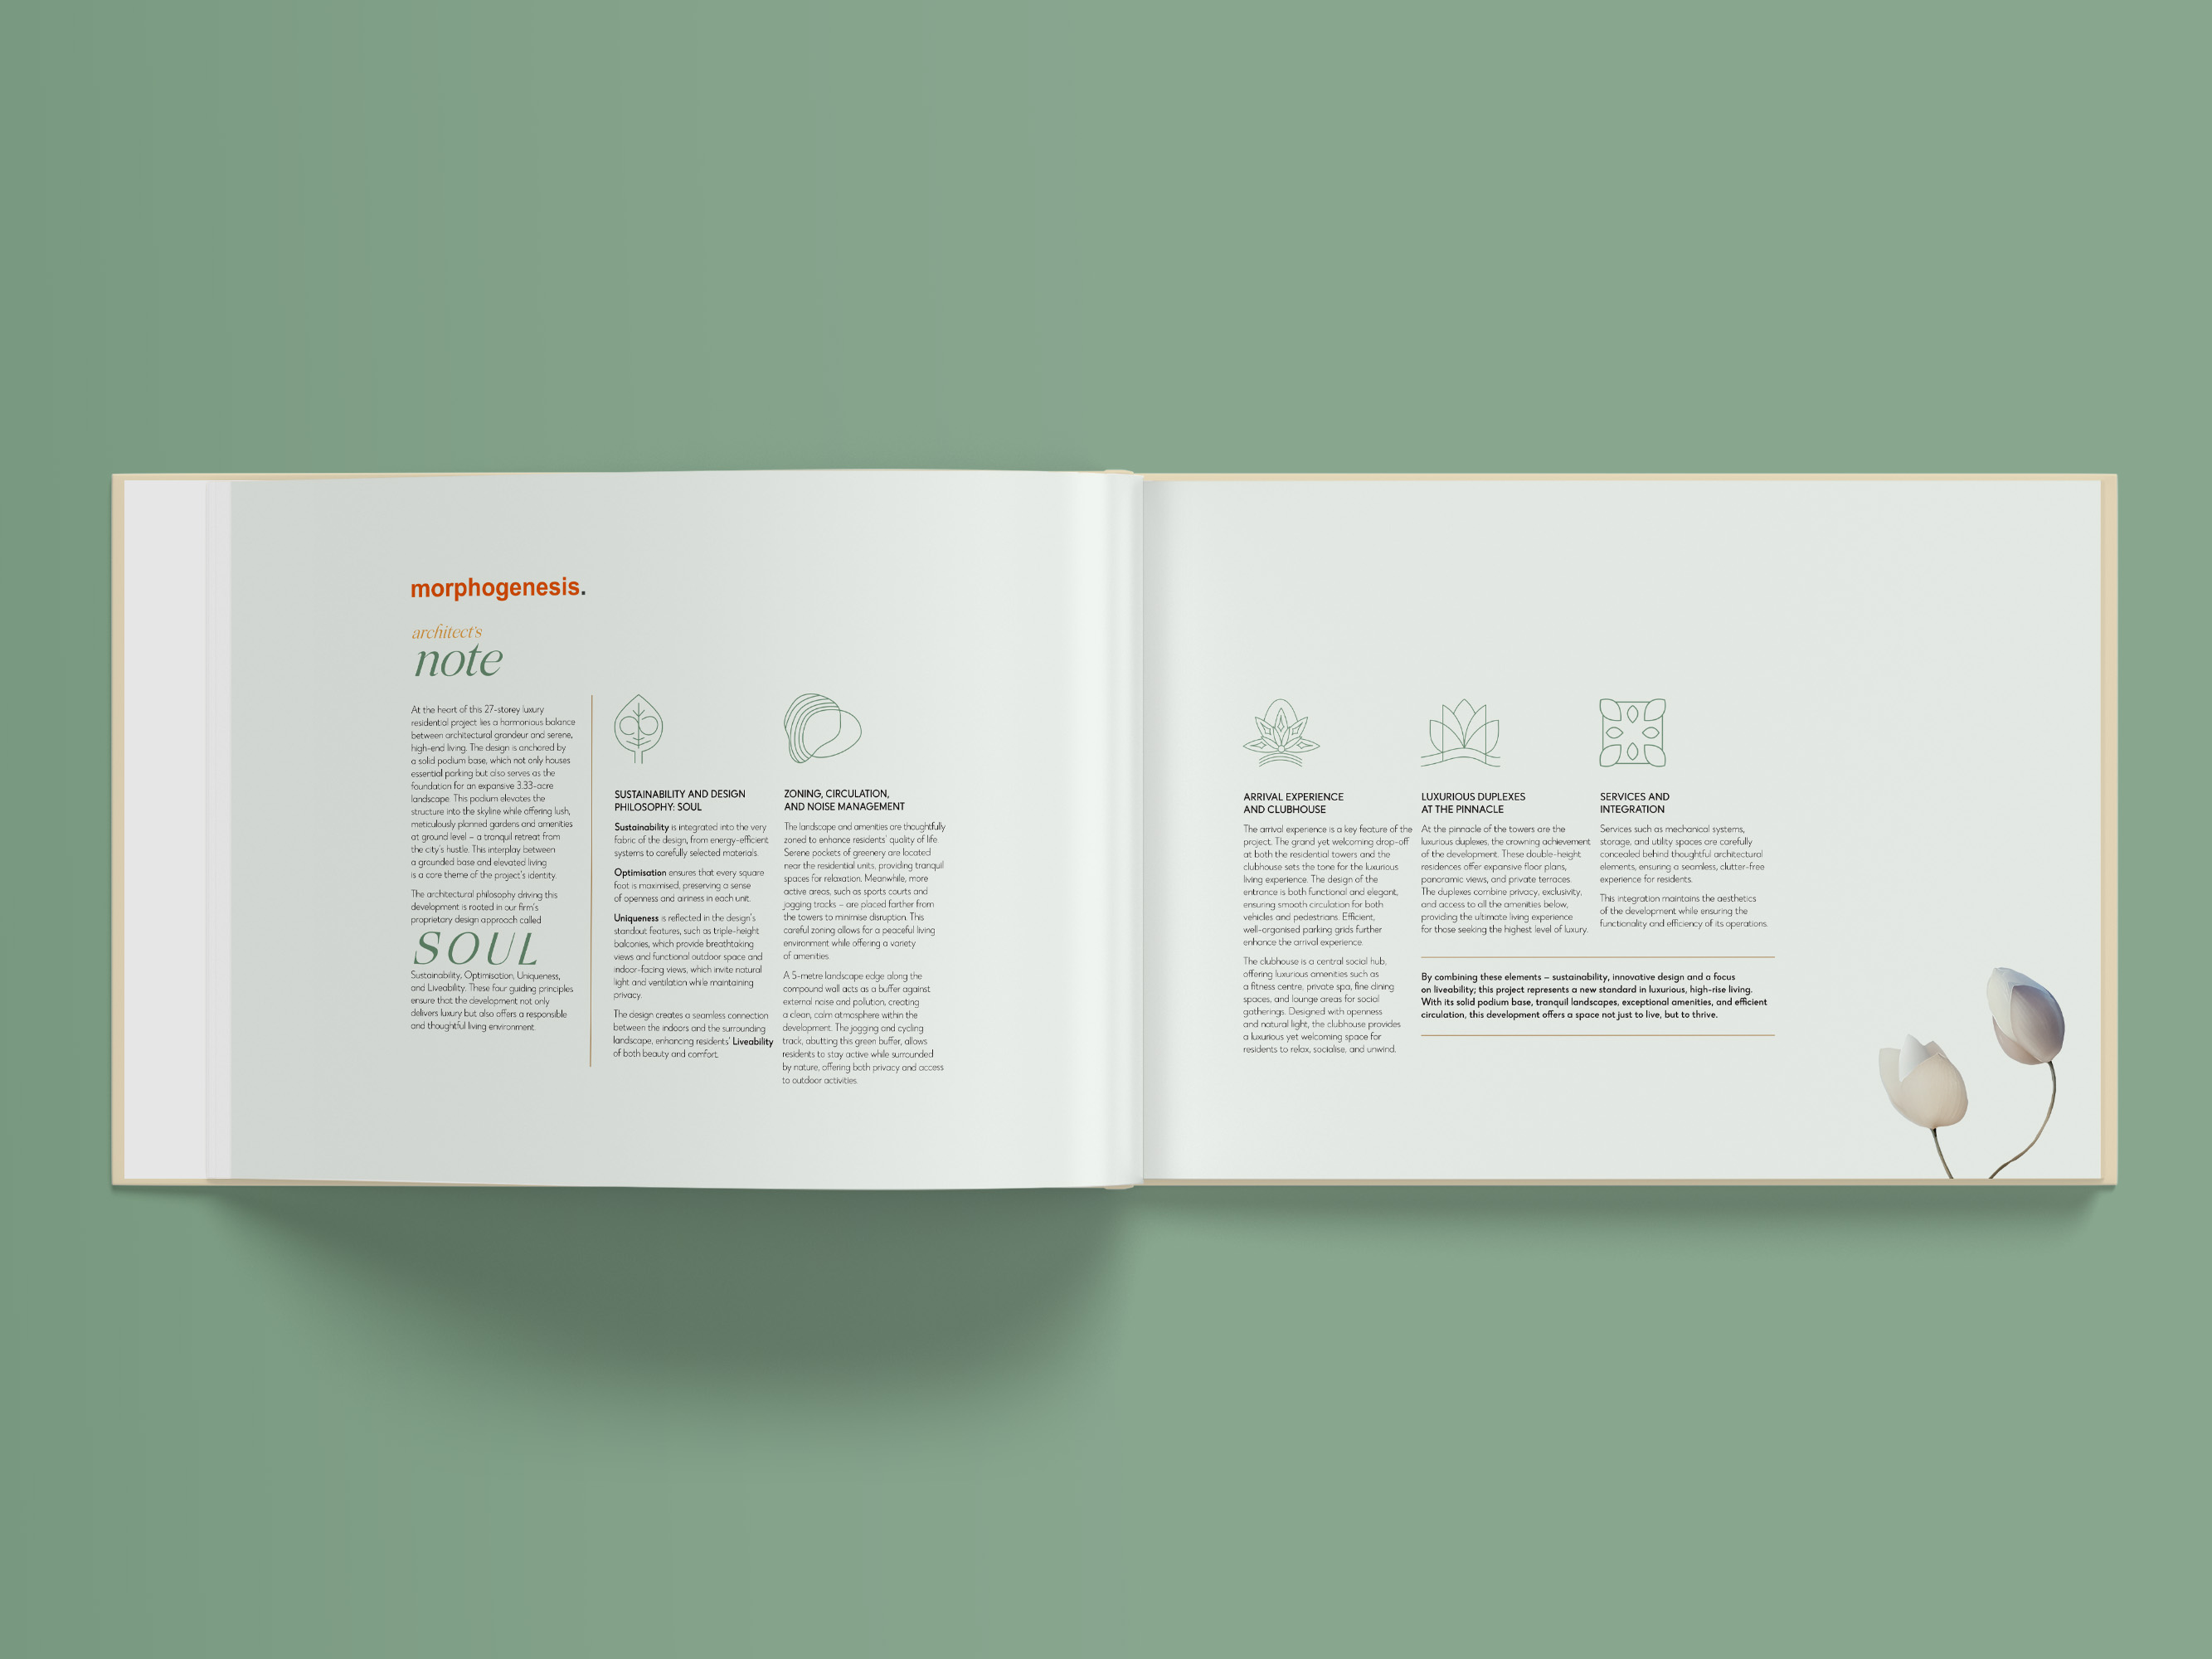 morphogenesis.
architect's
note
At the heart of this 27-storey luxury
residential project lies a harmonious balance
between architectural grandeur and serene,
high-end living. The design is anchored by
a solid podium base, which not only houses
essential parking but also serves as the
foundation for an expansive 3.33-acre
landscape. This podium elevates the
structure into the skyline while offering lush,
meticulously planned gardens and amenities
at ground level – a tranquil retreat from
the city's hustle. This interplay between
a grounded base and elevated living
is a core theme of the project's identity.
The architectural philosophy driving this
development is rooted in our firm's
proprietary design approach called
SOUL
Sustainability, Optimisation, Uniqueness,
and Liveability. These four guiding principles
ensure that the development not only
delivers luxury but also offers a responsible
and thoughtful living environment.
SUSTAINABILITY AND DESIGN
PHILOSOPHY: SOUL
Sustainability is integrated into the very
fabric of the design, from energy-efficient
systems to carefully selected materials.
Optimisation ensures that every square
foot is maximised, preserving a sense
of openness and airiness in each unit.
Uniqueness is reflected in the design's
standout features, such as triple-height
balconies, which provide breathtaking
views and functional outdoor space and
indoor-facing views, which invite natural
light and ventilation while maintaining
privacy.
The design creates a seamless connection
between the indoors and the surrounding
landscape, enhancing residents' Liveability
of both beauty and comfort.
ZONING, CIRCULATION,
AND NOISE MANAGEMENT
The landscape and amenities are thoughtfully
zoned to enhance residents' quality of life.
Serene pockets of greenery are located
near the residential units, providing tranquil
spaces for relaxation. Meanwhile, more
active areas, such as sports courts and
jogging tracks – are placed farther from
the towers to minimise disruption. This
careful zoning allows for a peaceful living
environment while offering a variety
of amenities.
A 5-metre landscape edge along the
compound wall acts as a buffer against
external noise and pollution, creating
a clean, calm atmosphere within the
development. The jogging and cycling
track, abutting this green buffer, allows
residents to stay active while surrounded
by nature, offering both privacy and access
to outdoor activities.
ARRIVAL EXPERIENCE
AND CLUBHOUSE
The arrival experience is a key feature of the
project. The grand yet welcoming drop-off
at both the residential towers and the
clubhouse sets the tone for the luxurious
living experience. The design of the
entrance is both functional and elegant,
ensuring smooth circulation for both
vehicles and pedestrians. Efficient,
well-organised parking grids further
enhance the arrival experience.
The clubhouse is a central social hub,
offering luxurious amenities such as
a fitness centre, private spa, fine dining
spaces, and lounge areas for social
gatherings. Designed with openness
and natural light, the clubhouse provides
a luxurious yet welcoming space for
residents to relax, socialise, and unwind.
LUXURIOUS DUPLEXES
AT THE PINNACLE
At the pinnacle of the towers are the
luxurious duplexes, the crowning achievement
of the development. These double-height
residences offer expansive floor plans,
panoramic views, and private terraces.
The duplexes combine privacy, exclusivity,
and access to all the amenities below,
providing the ultimate living experience
for those seeking the highest level of luxury.
SERVICES AND
INTEGRATION
Services such as mechanical systems,
storage, and utility spaces are carefully
concealed behind thoughtful architectural
elements, ensuring a seamless, clutter-free
experience for residents.
This integration maintains the aesthetics
of the development while ensuring the
functionality and efficiency of its operations.
By combining these elements – sustainability, innovative design and a focus
on liveability; this project represents a new standard in luxurious, high-rise living.
With its solid podium base, tranquil landscapes, exceptional amenities, and efficient
circulation, this development offers a space not just to live, but to thrive.